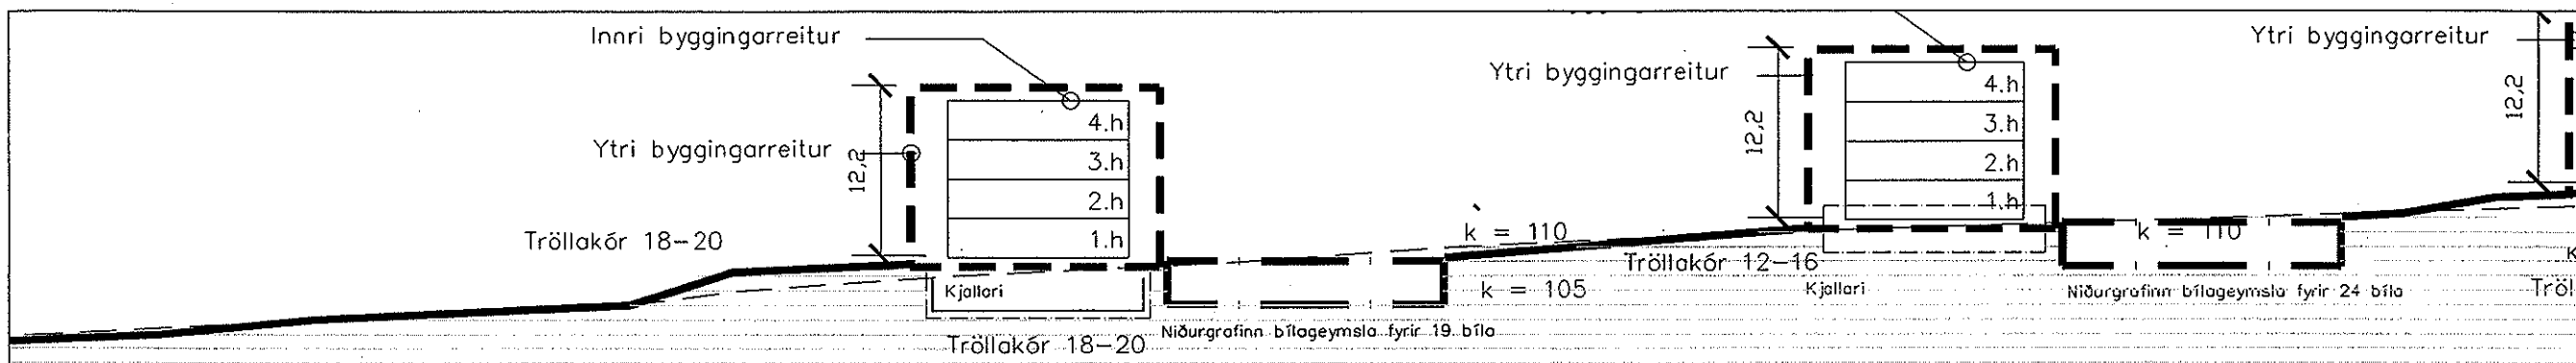 Innri byggingarreitur
Ytri byggingarreitur
12,2
4.h
3.h
2.h
1.h
Tröllakór 18-20
Kjallari
Tröllakór 18-20
Niðurgrafinn bílageymsla fyrir 19 bíla
k = 110
k = 105
Ytri byggingarreitur
12,2
4.h
3.h
2.h
1.h
Tröllakór 12-16
Kjallari
k = 110
Niðurgrafinn bílageymsla fyrir 24 bíla
Ytri byggingarreitur
12,2
K
Tröl